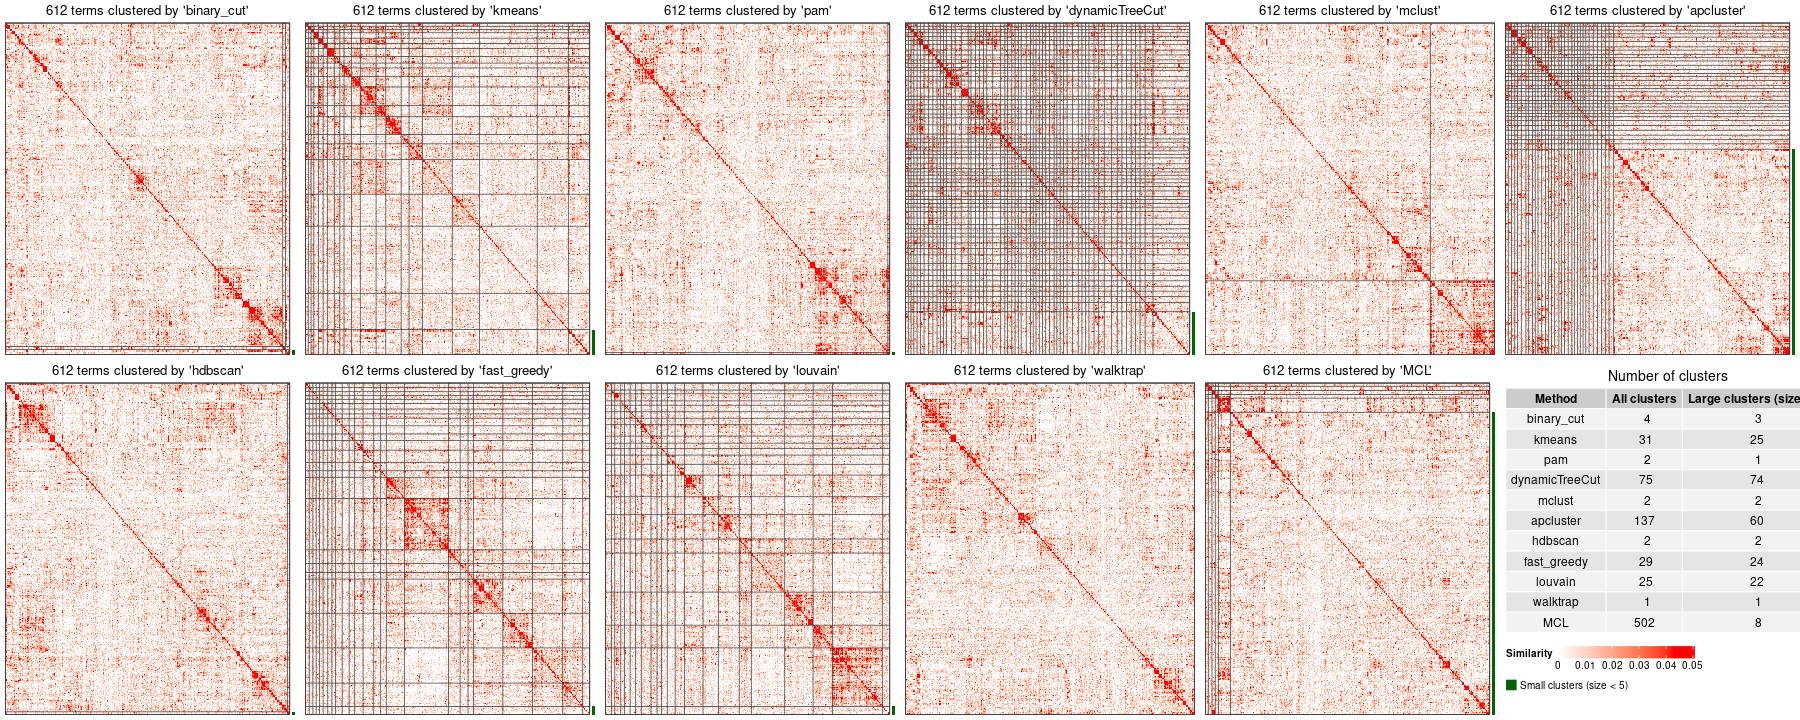 612 terms clustered by 'binary_cut'
612 terms clustered by 'kmeans'
612 terms clustered by 'pam'
612 terms clustered by 'dynamicTreeCut'
612 terms clustered by 'mclust'
612 terms clustered by 'apcluster'
612 terms clustered by 'hdbscan'
612 terms clustered by 'fast_greedy'
612 terms clustered by 'louvain'
612 terms clustered by 'walktrap'
612 terms clustered by 'MCL'
Number of clusters
Method All clusters Large clusters (size
binary_cut 4 3
kmeans 31 25
pam 2 1
dynamicTreeCut 75 74
mclust 2 2
apcluster 137 60
hdbscan 2 2
fast_greedy 29 24
louvain 25 22
walktrap 1 1
MCL 502 8
Similarity
0 0.01 0.02 0.03 0.04 0.05
Small clusters (size < 5)